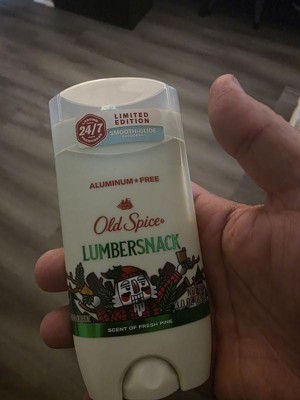 24/7
LIMITED
EDITION
SMOOTH-GLIDE
ALUMINUM★FREE
Old Spice®
LUMBERSNACK
SCENT OF FRESH PINE